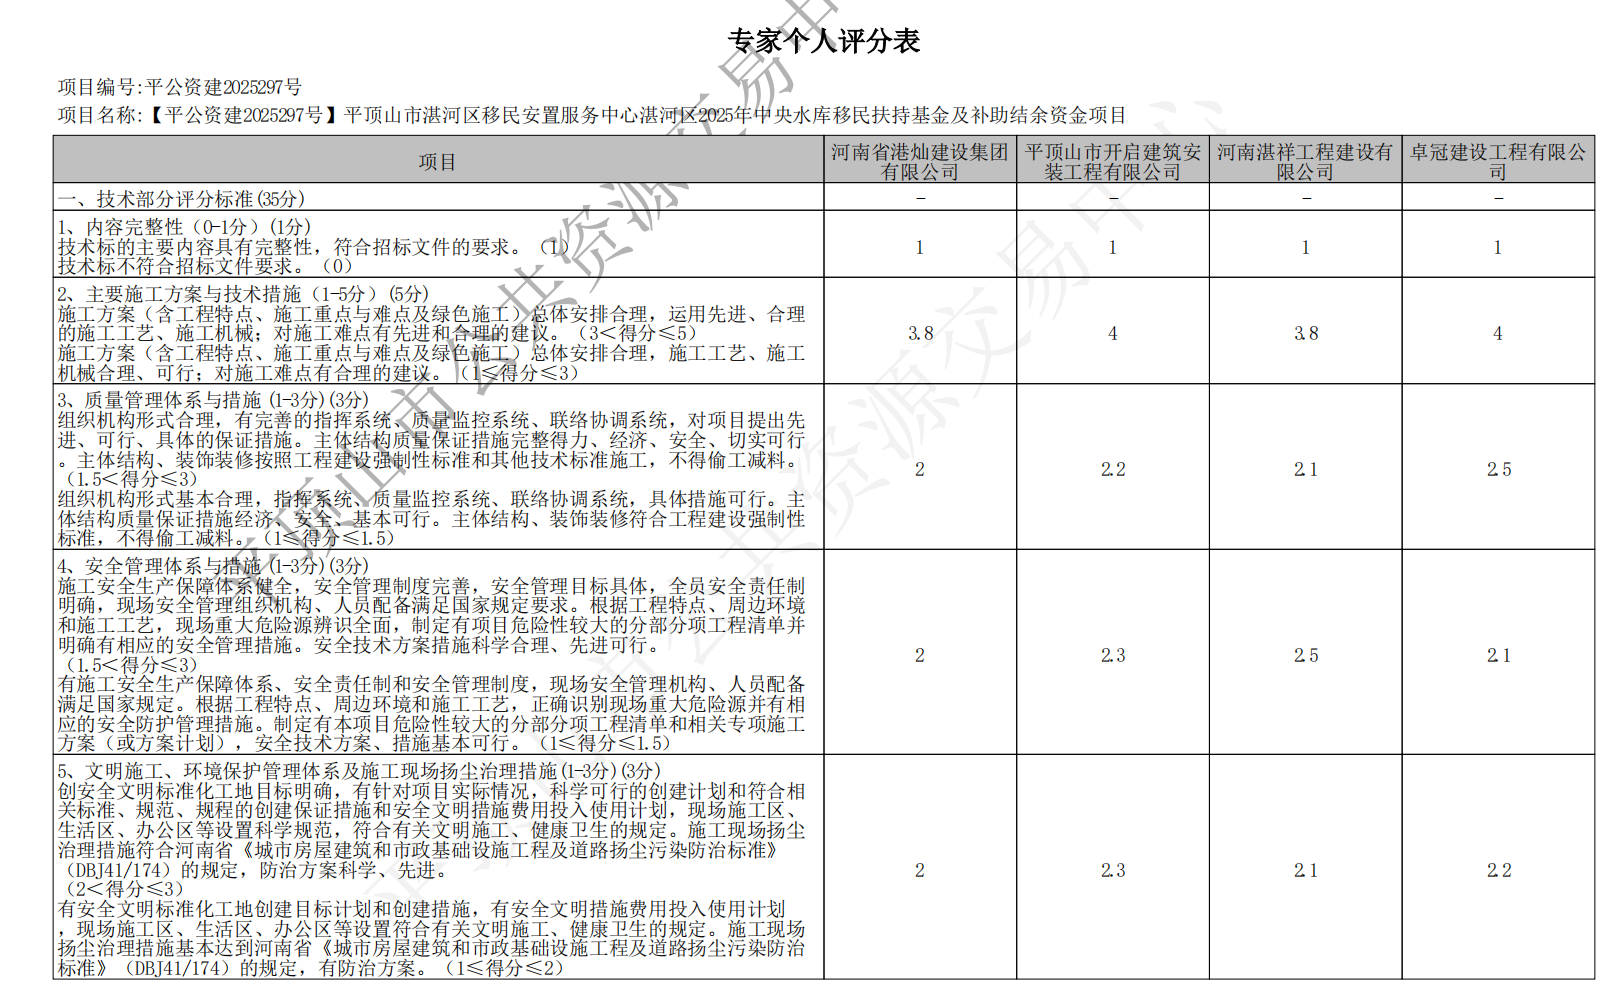 专家个人评分表
项目编号:平公资建2025297号
项目名称:【平公资建2025297号】平顶山市湛河区移民安置服务中心湛河区2025年中央水库移民扶持基金及补助结余资金项目
项目
河南省港灿建设集团有限公司
平顶山市开启建筑安装工程有限公司
河南湛祥工程建设有限公司
卓冠建设工程有限公司
一、技术部分评分标准(35分)
-
-
-
-
1、内容完整性（0-1分）(1分)
技术标的主要内容具有完整性，符合招标文件的要求。（1）
技术标不符合招标文件要求。（0）
1
1
1
1
2、主要施工方案与技术措施（1-5分）(5分)
施工方案（含工程特点、施工重点与难点及绿色施工）总体安排合理，运用先进、合理
的施工工艺、施工机械；对施工难点有先进和合理的建议。（3＜得分≤5）
施工方案（含工程特点、施工重点与难点及绿色施工）总体安排合理，施工工艺、施工
机械合理、可行；对施工难点有合理的建议。（1≤得分≤3）
3.8
4
3.8
4
3、质量管理体系与措施 (1-3分)(3分)
组织机构形式合理，有完善的指挥系统、质量监控系统、联络协调系统，对项目提出先
进、可行、具体的保证措施。主体结构质量保证措施完整得力、经济、安全、切实可行
。主体结构、装饰装修按照工程建设强制性标准和其他技术标准施工，不得偷工减料。
（1.5＜得分≤3）
组织机构形式基本合理，指挥系统、质量监控系统、联络协调系统，具体措施可行。主
体结构质量保证措施经济、安全、基本可行。主体结构、装饰装修符合工程建设强制性
标准，不得偷工减料。（1≤得分≤1.5）
2
2.2
2.1
2.5
4、安全管理体系与措施 (1-3分)(3分)
施工安全生产保障体系健全，安全管理制度完善，安全管理目标具体，全员安全责任制
明确，现场安全管理组织机构、人员配备满足国家规定要求。根据工程特点、周边环境
和施工工艺，现场重大危险源辨识全面，制定有项目危险性较大的分部分项工程清单并
明确有相应的安全管理措施。安全技术方案措施科学合理、先进可行。
（1.5＜得分≤3）
有施工安全生产保障体系、安全责任制和安全管理制度，现场安全管理机构、人员配备
满足国家规定。根据工程特点、周边环境和施工工艺，正确识别现场重大危险源并有相
应的安全防护管理措施。制定有本项目危险性较大的分部分项工程清单和相关专项施工
方案（或方案计划），安全技术方案、措施基本可行。（1≤得分≤1.5）
2
2.3
2.5
2.1
5、文明施工、环境保护管理体系及施工现场扬尘治理措施(1-3分)(3分)
创安全文明标准化工地目标明确，有针对项目实际情况，科学可行的创建计划和符合相
关标准、规范、规程的创建保证措施和安全文明措施费用投入使用计划，现场施工区、
生活区、办公区等设置科学规范，符合有关文明施工、健康卫生的规定。施工现场扬尘
治理措施符合河南省《城市房屋建筑和市政基础设施工程及道路扬尘污染防治标准》
（DBJ41/174）的规定，防治方案科学、先进。
（2＜得分≤3）
有安全文明标准化工地创建目标计划和创建措施，有安全文明措施费用投入使用计划
，现场施工区、生活区、办公区等设置符合有关文明施工、健康卫生的规定。施工现场
扬尘治理措施基本达到河南省《城市房屋建筑和市政基础设施工程及道路扬尘污染防治
标准》（DBJ41/174）的规定，有防治方案。（1≤得分≤2）
2
2.3
2.1
2.2
平顶山市公共资源交易中
平顶山市公共资源交易中心